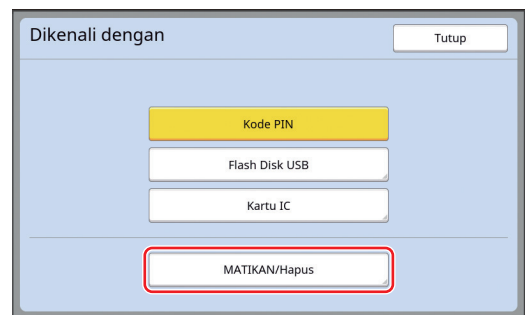 Dikenali dengan
Tutup
Kode PIN
Flash Disk USB
Kartu IC
MATIKAN/Hapus